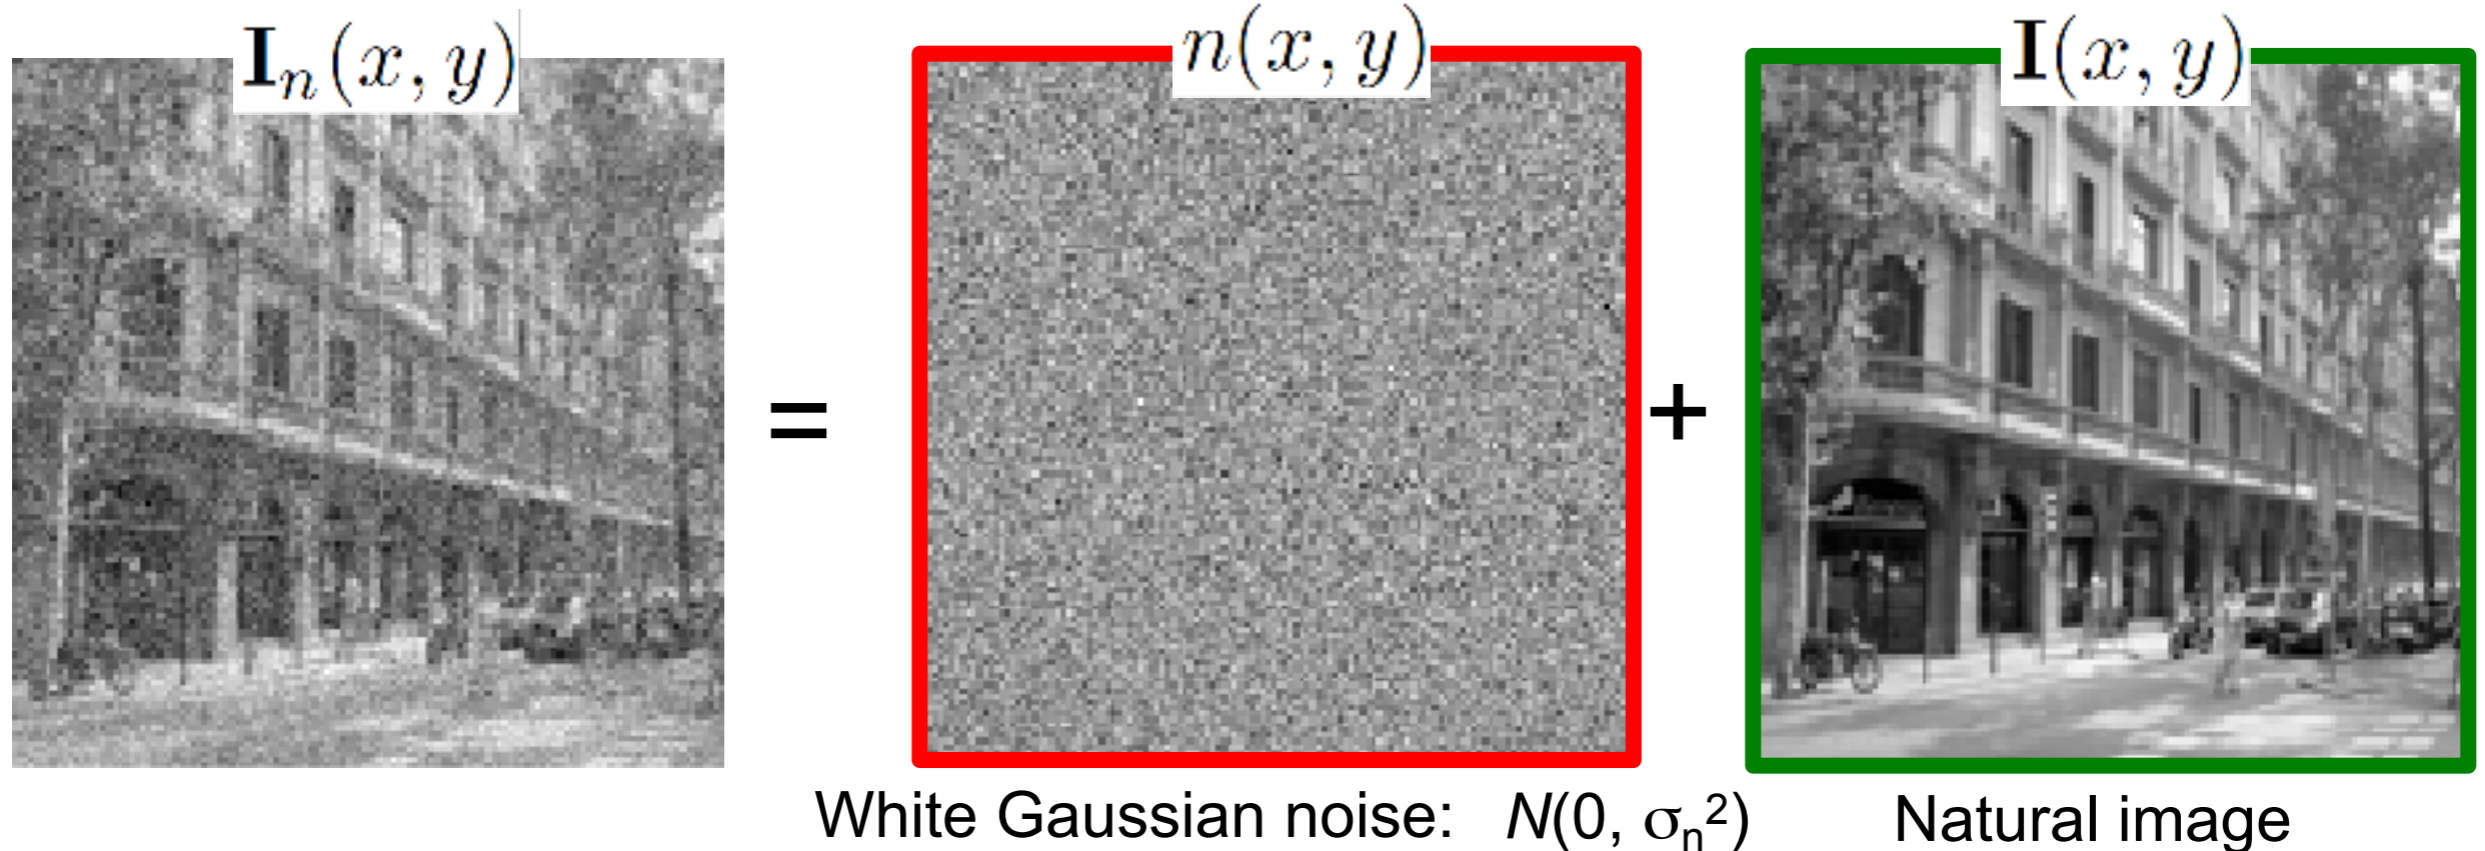 𝐈ₙ(x, y)
=
n(x, y)
+
𝐈(x, y)
White Gaussian noise: N(0, σₙ²)
Natural image